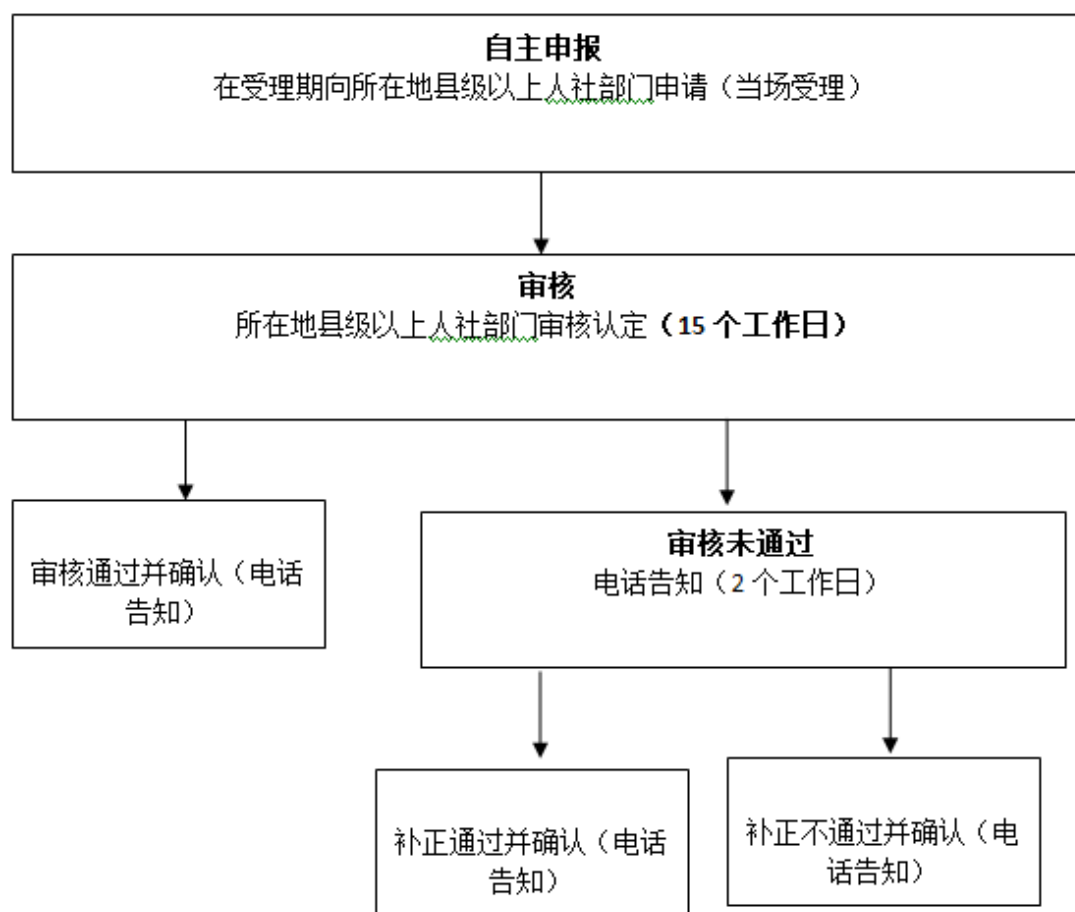 自主申报
在受理期向所在地县级以上人社部门申请（当场受理）
审核
所在地县级以上人社部门审核认定（15 个工作日）
审核通过并确认（电话
告知）
审核未通过
电话告知（2 个工作日）
补正通过并确认（电话
告知）
补正不通过并确认（电
话告知）